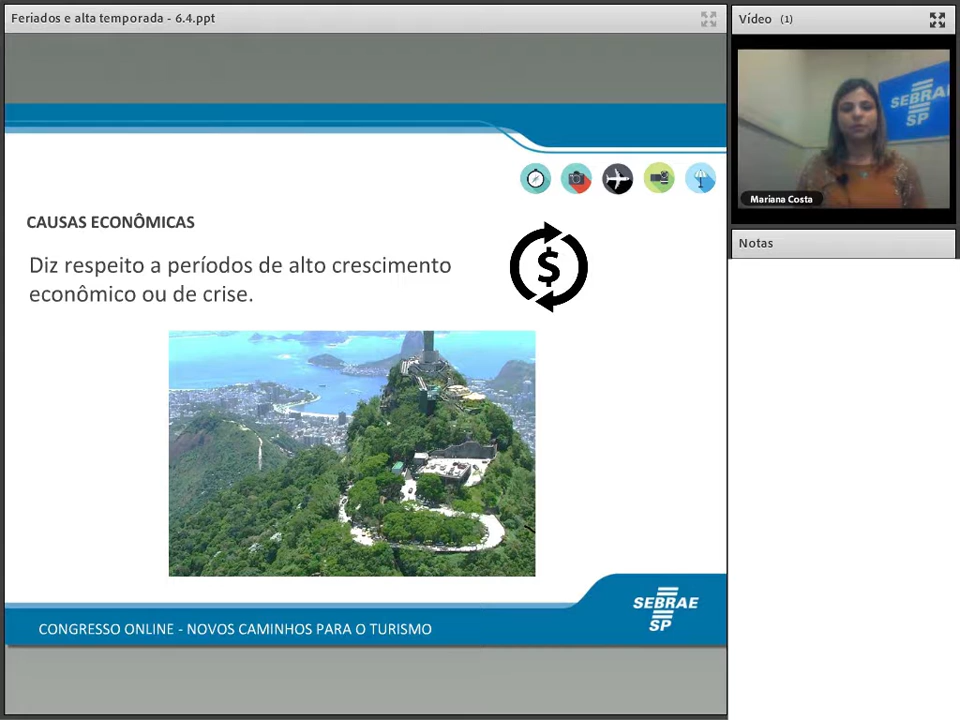 Feriados e alta temporada - 6.4.ppt
Vídeo (1)
SEBRAE
SP
Mariana Costa
Notas
CAUSAS ECONÔMICAS
$
Diz respeito a períodos de alto crescimento
econômico ou de crise.
SEBRAE
SP
CONGRESSO ONLINE - NOVOS CAMINHOS PARA O TURISMO